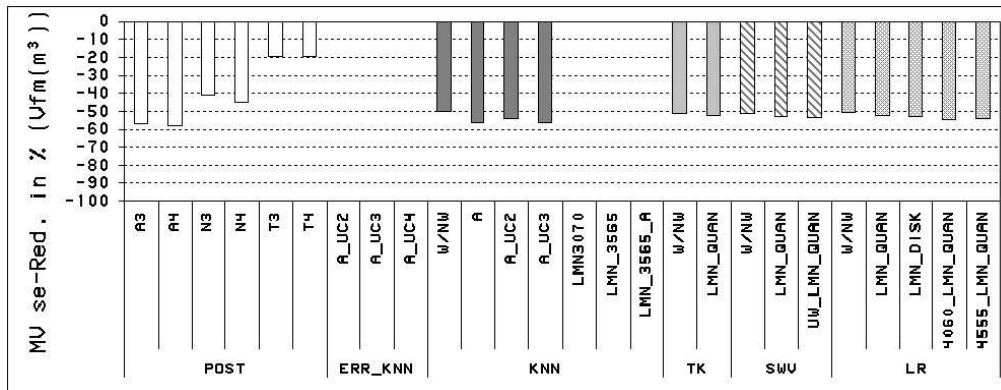 MV se-Red. in % (Vfm(m³))
0
-10
-20
-30
-40
-50
-60
-70
-80
-90
-100
A3
A4
N3
N4
T3
T4
A_UC2
A_UC3
A_UC4
W/NW
A
A_UC2
A_UC3
LMN3070
LMN_3565
LMN_3565_A
W/NW
LMN_QUAN
W/NW
LMN_QUAN
UW_LMN_QUAN
W/NW
LMN_QUAN
LMN_DISK
4060_LMN_QUAN
4555_LMN_QUAN
POST
ERR_KNN
KNN
TK
SWV
LR